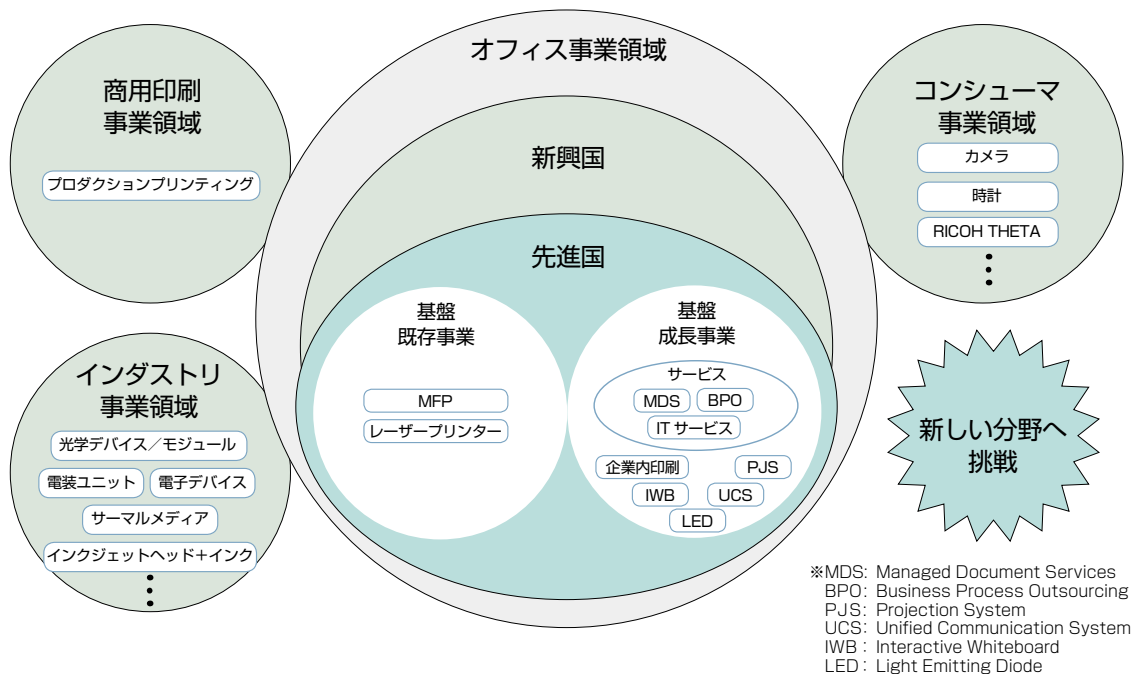 商用印刷
事業領域
プロダクションプリンティング
オフィス事業領域
新興国
先進国
基盤
既存事業
MFP
レーザープリンター
基盤
成長事業
サービス
MDS
BPO
IT サービス
企業内印刷
PJS
IWB
UCS
LED
コンシューマ
事業領域
カメラ
時計
RICOH THETA
インダストリ
事業領域
光学デバイス／モジュール
電装ユニット
電子デバイス
サーマルメディア
インクジェットヘッド＋インク
新しい分野へ
挑戦
※MDS: Managed Document Services
BPO: Business Process Outsourcing
PJS: Projection System
UCS: Unified Communication System
IWB : Interactive Whiteboard
LED : Light Emitting Diode